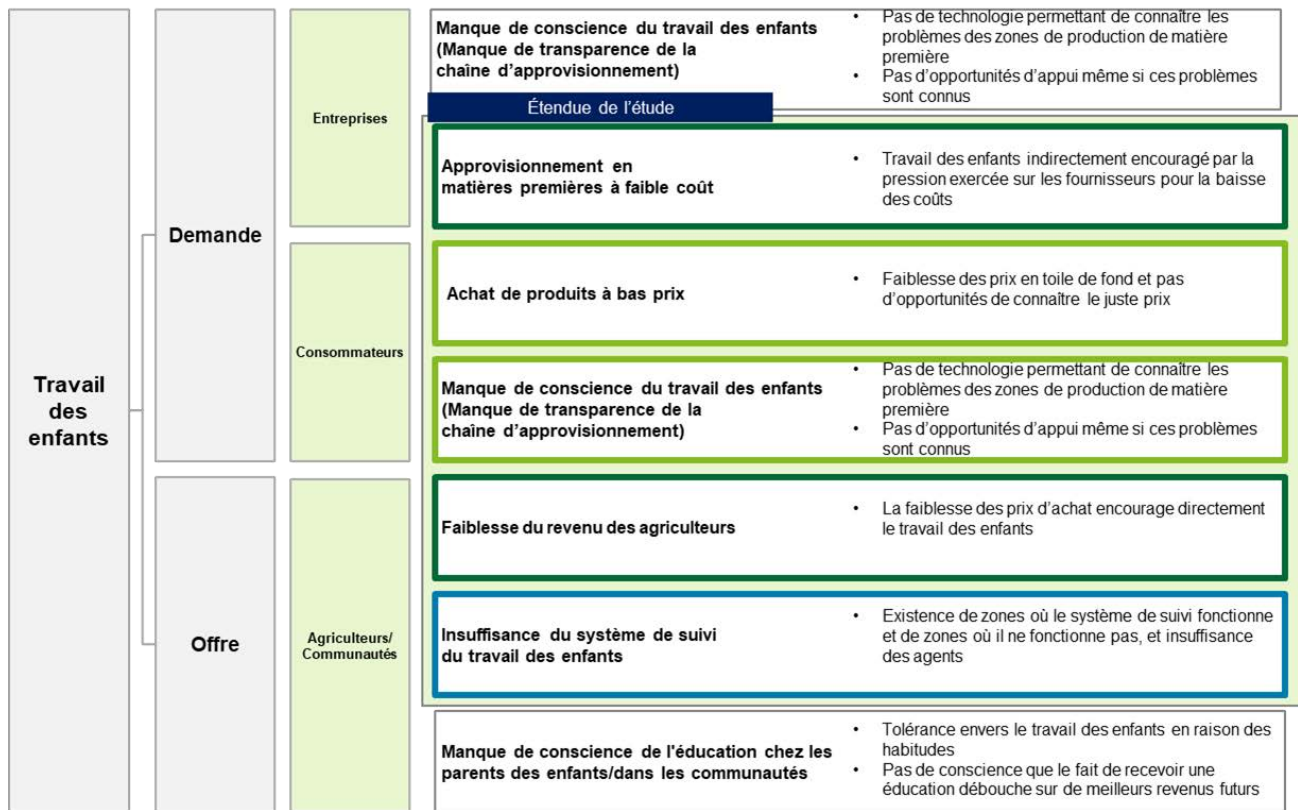 Manque de conscience du travail des enfants
(Manque de transparence de la
chaîne d'approvisionnement)
• Pas de technologie permettant de connaître les
problèmes des zones de production de matière
première
• Pas d'opportunités d'appui même si ces problèmes
sont connus
Étendue de l'étude
Entreprises
Approvisionnement en
matières premières à faible coût
• Travail des enfants indirectement encouragé par la
pression exercée sur les fournisseurs pour la baisse
des coûts
Demande
Achat de produits à bas prix
• Faiblesse des prix en toile de fond et pas
d'opportunités de connaître le juste prix
Consommateurs
Travail
des
enfants
Manque de conscience du travail des enfants
(Manque de transparence de la
chaîne d'approvisionnement)
• Pas de technologie permettant de connaître les
problèmes des zones de production de matière
première
• Pas d'opportunités d'appui même si ces problèmes
sont connus
Faiblesse du revenu des agriculteurs
• La faiblesse des prix d'achat encourage directement
le travail des enfants
Offre
Agriculteurs/
Communautés
Insuffisance du système de suivi
du travail des enfants
• Existence de zones où le système de suivi fonctionne
et de zones où il ne fonctionne pas, et insuffisance
des agents
Manque de conscience de l'éducation chez les
parents des enfants/dans les communautés
• Tolérance envers le travail des enfants en raison des
habitudes
• Pas de conscience que le fait de recevoir une
éducation débouche sur de meilleurs revenus futurs